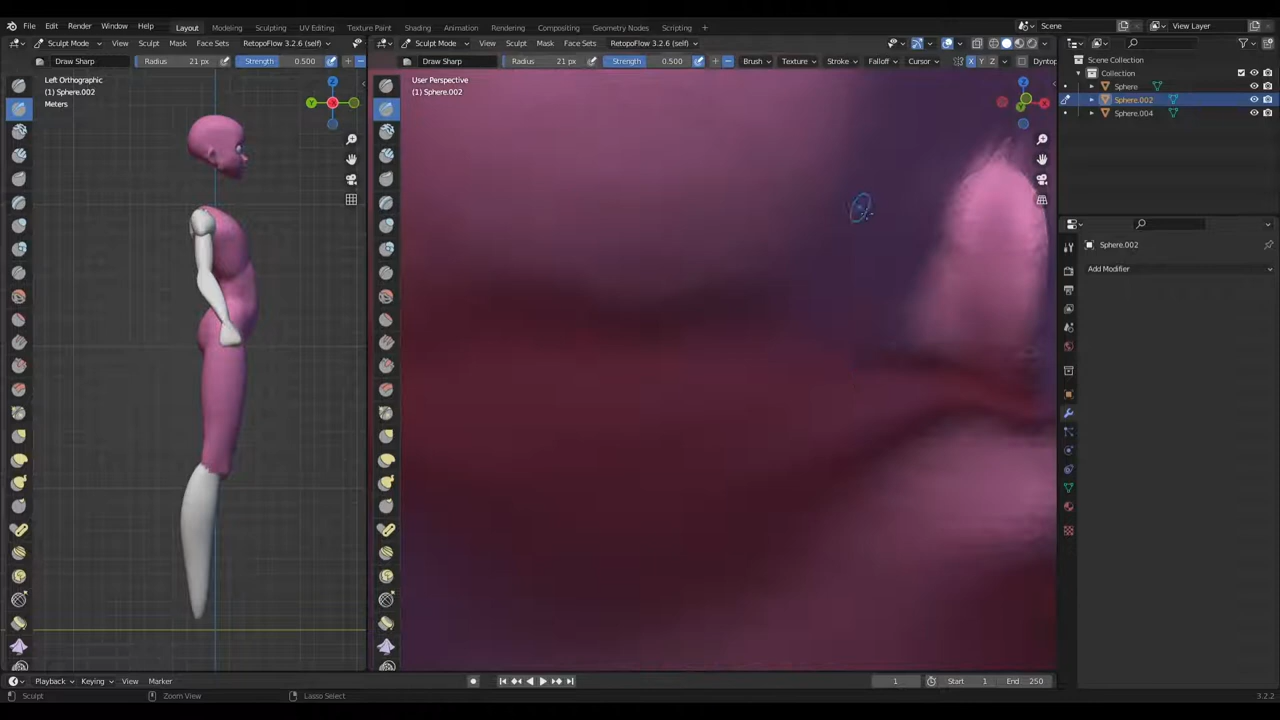 File Edit Render Window Help Layout Modeling Sculpting UV Editing Texture Paint Shading Animation Rendering Compositing Geometry Nodes Scripting Scene View Layer
Sculpt Mode View Sculpt Mask Face Sets RetopoFlow 3.2.6 (self) Sculpt Mode View Sculpt Mask Face Sets RetopoFlow 3.2.6 (self)
Draw Sharp Radius 21 px Strength 0.500 Draw Sharp Radius 21 px Strength 0.500 Brush Texture Stroke Falloff Cursor X Y Z Dyntop
Scene Collection
Collection
Sphere
Sphere.002
Sphere.004
Left Orthographic
(1) Sphere.002
Meters
User Perspective
(1) Sphere.002
Z
Y
X
Z
X
Sphere.002
Add Modifier
Playback Keying View Marker 1 Start 1 End 250
Sculpt Zoom View Lasso Select 3.2.2